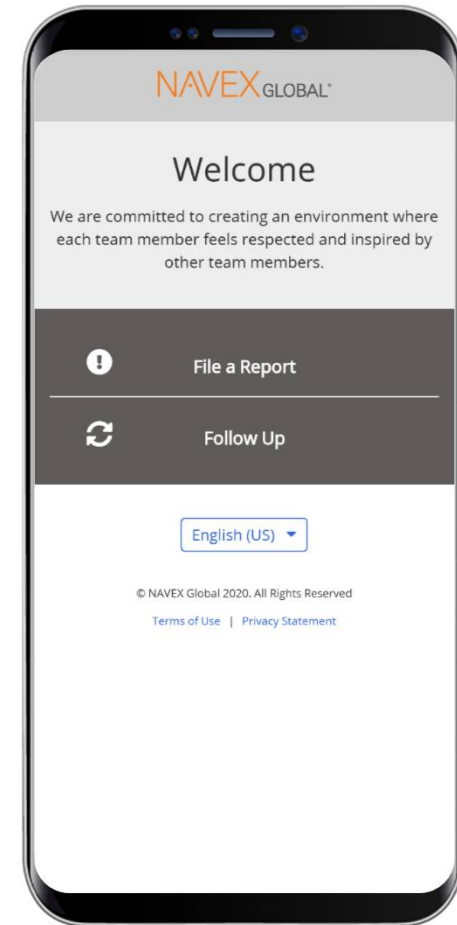 NAVEX GLOBAL®
Welcome
We are committed to creating an environment where
each team member feels respected and inspired by
other team members.
File a Report
Follow Up
English (US)
© NAVEX Global 2020. All Rights Reserved
Terms of Use | Privacy Statement